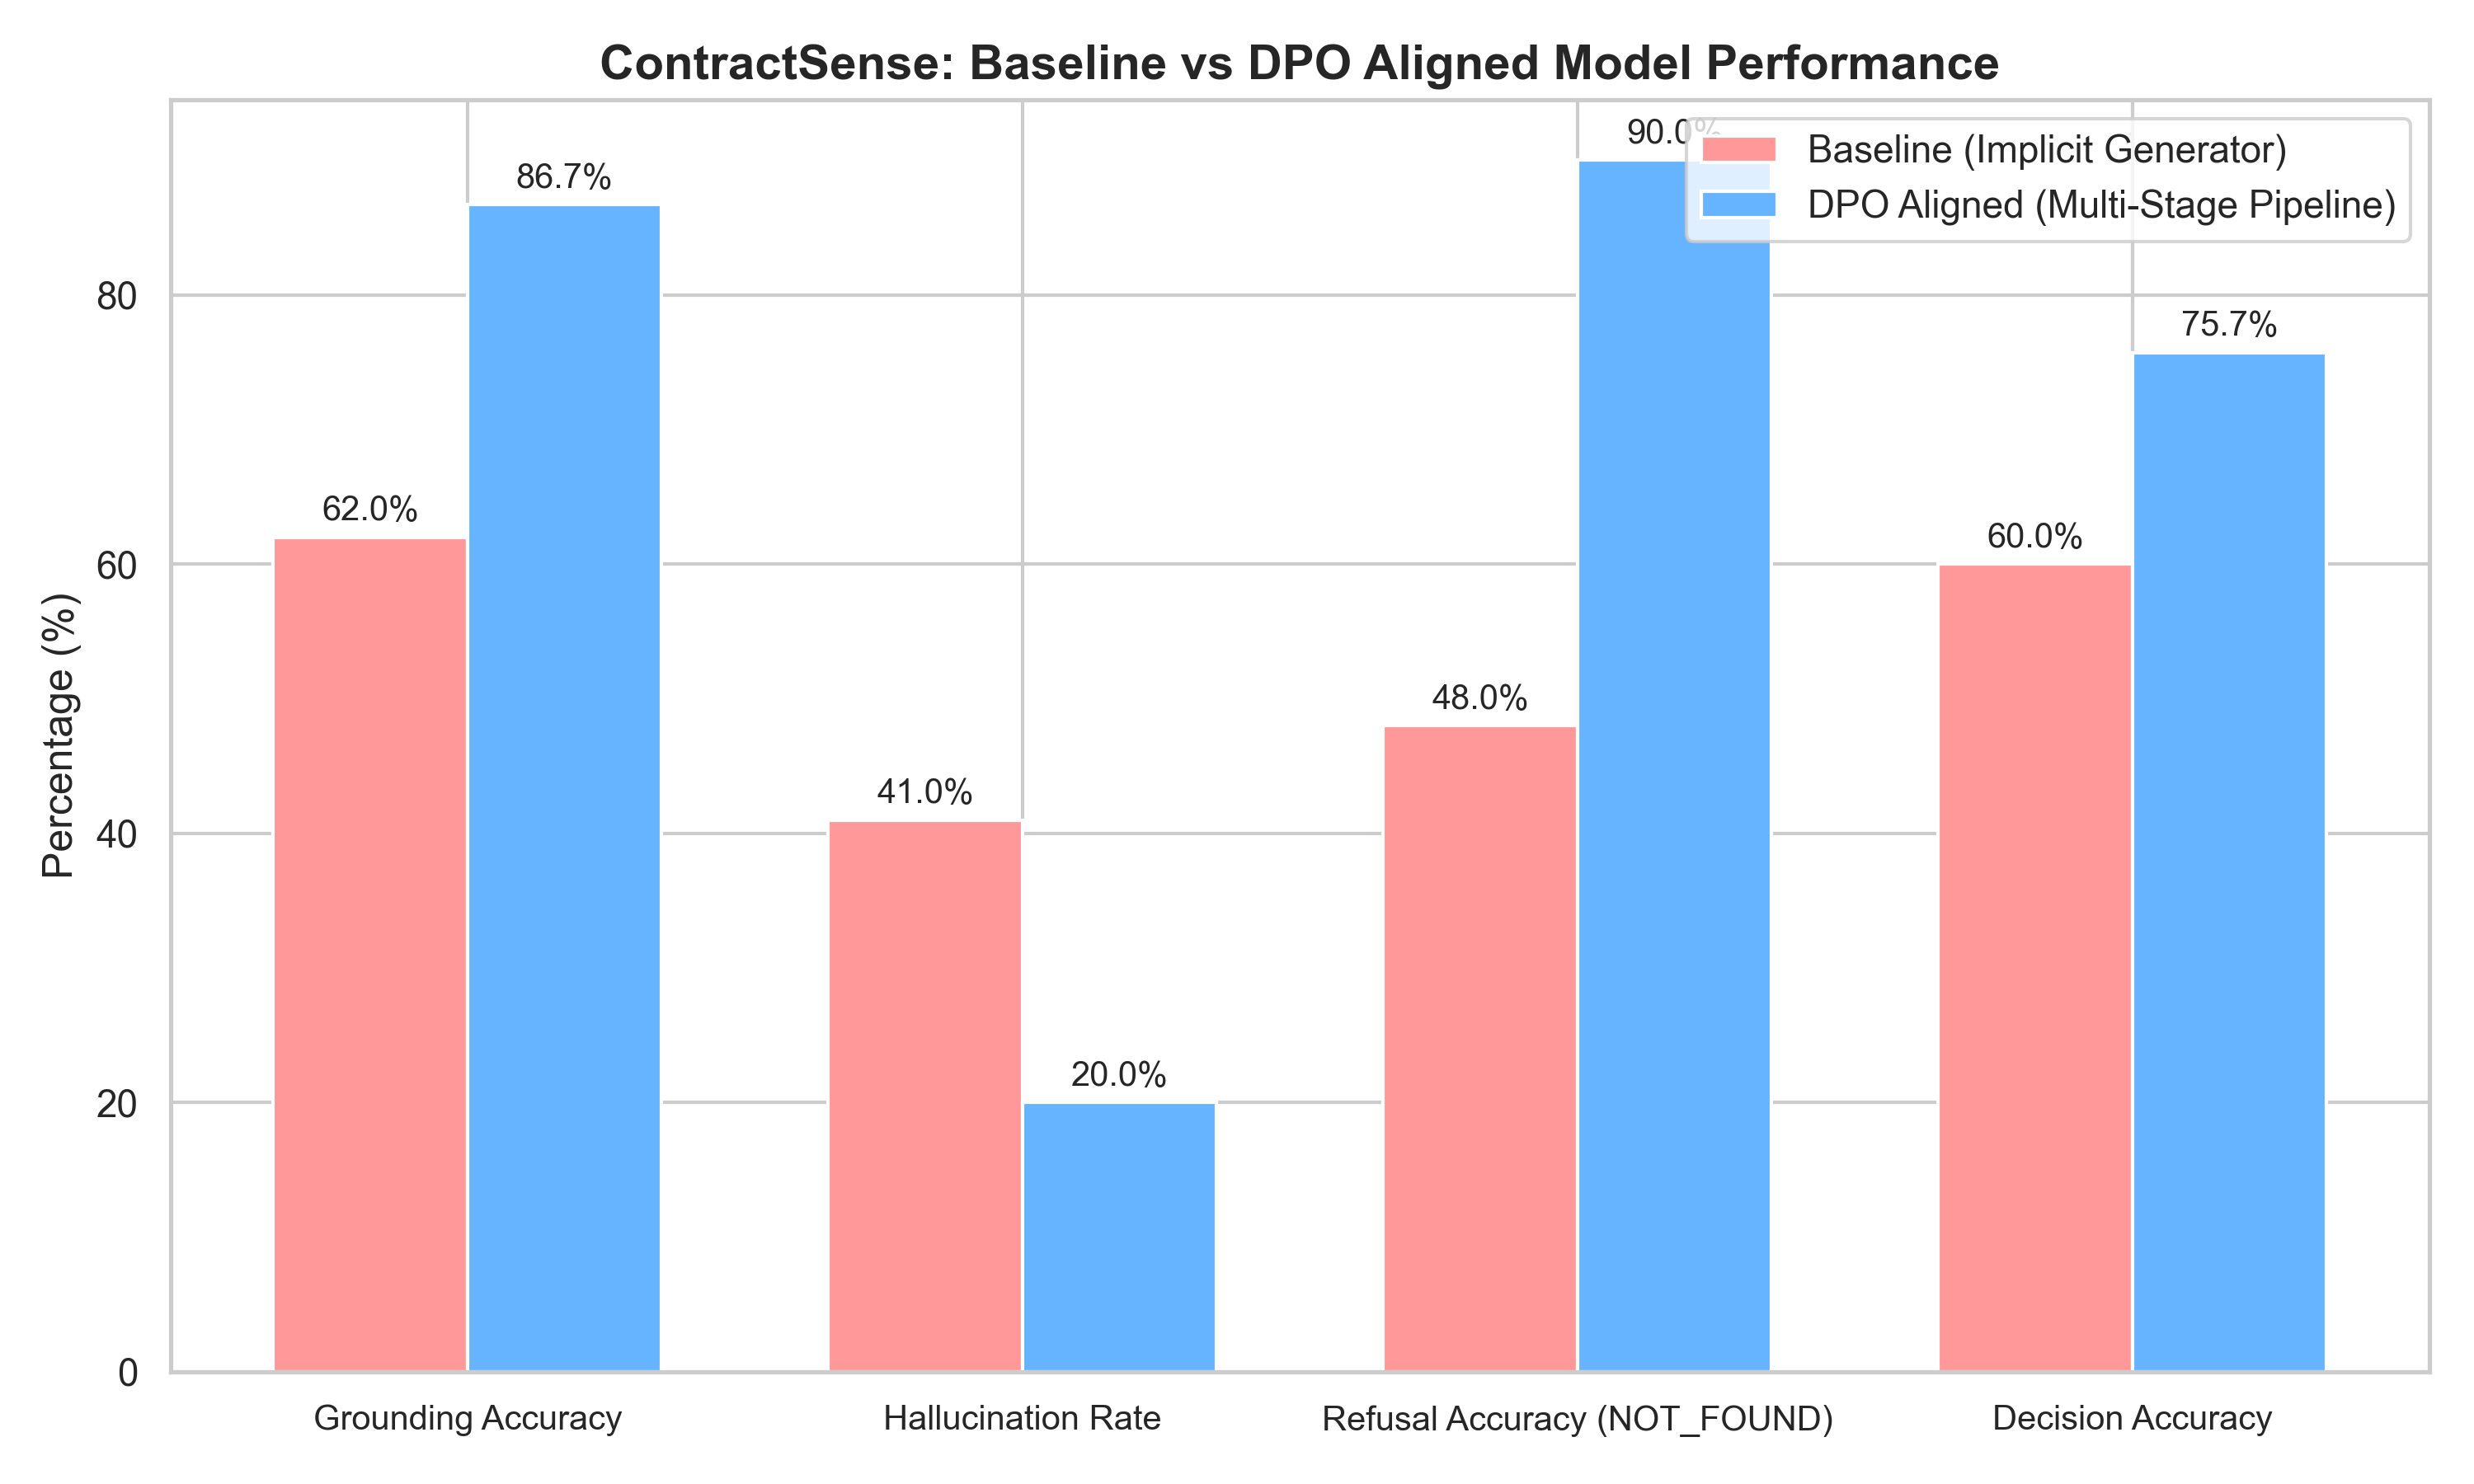 ContractSense: Baseline vs DPO Aligned Model Performance
Baseline (Implicit Generator)
DPO Aligned (Multi-Stage Pipeline)
Percentage (%)
80
60
40
20
0
62.0%
86.7%
41.0%
20.0%
48.0%
90.0%
60.0%
75.7%
Grounding Accuracy
Hallucination Rate
Refusal Accuracy (NOT_FOUND)
Decision Accuracy